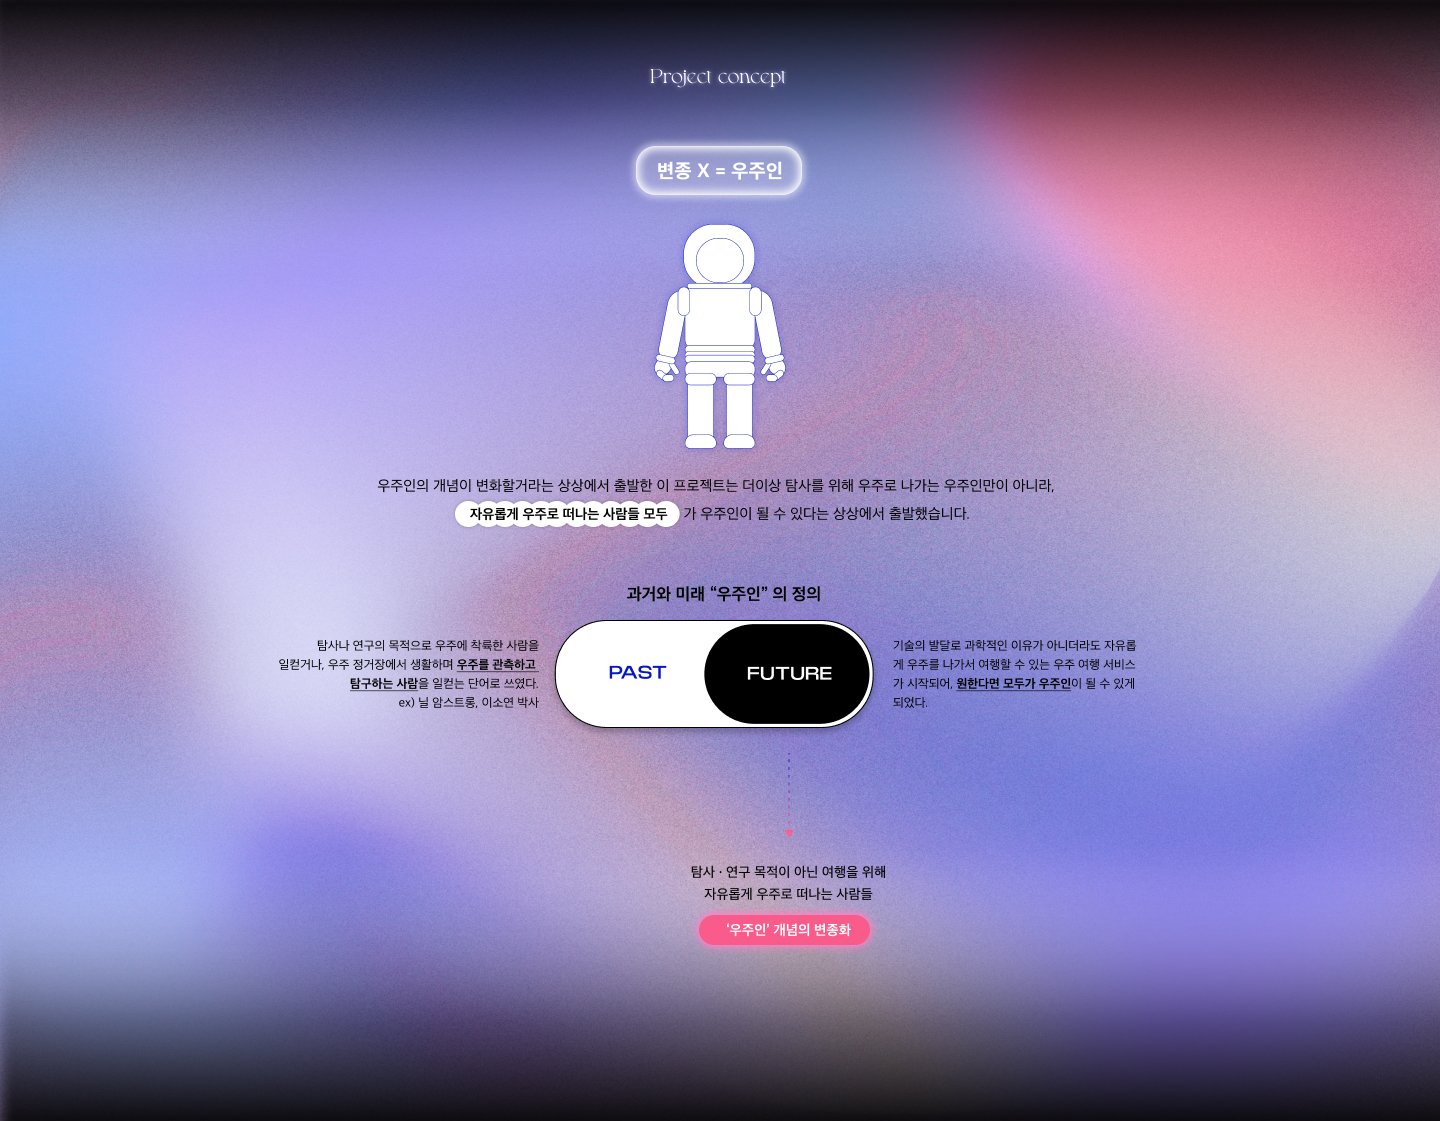 Project concept
변종 X = 우주인
우주인의 개념이 변화할거라는 상상에서 출발한 이 프로젝트는 더이상 탐사를 위해 우주로 나가는 우주인만이 아니라,
자유롭게 우주로 떠나는 사람들 모두 가 우주인이 될 수 있다는 상상에서 출발했습니다.
과거와 미래 “우주인” 의 정의
탐사나 연구의 목적으로 우주에 착륙한 사람을
일컫거나, 우주 정거장에서 생활하며 우주를 관측하고
탐구하는 사람을 일컫는 단어로 쓰였다.
ex) 닐 암스트롱, 이소연 박사
PAST
FUTURE
기술의 발달로 과학적인 이유가 아니더라도 자유롭
게 우주를 나가서 여행할 수 있는 우주 여행 서비스
가 시작되어, 원한다면 모두가 우주인이 될 수 있게
되었다.
탐사 · 연구 목적이 아닌 여행을 위해
자유롭게 우주로 떠나는 사람들
‘우주인’ 개념의 변종화